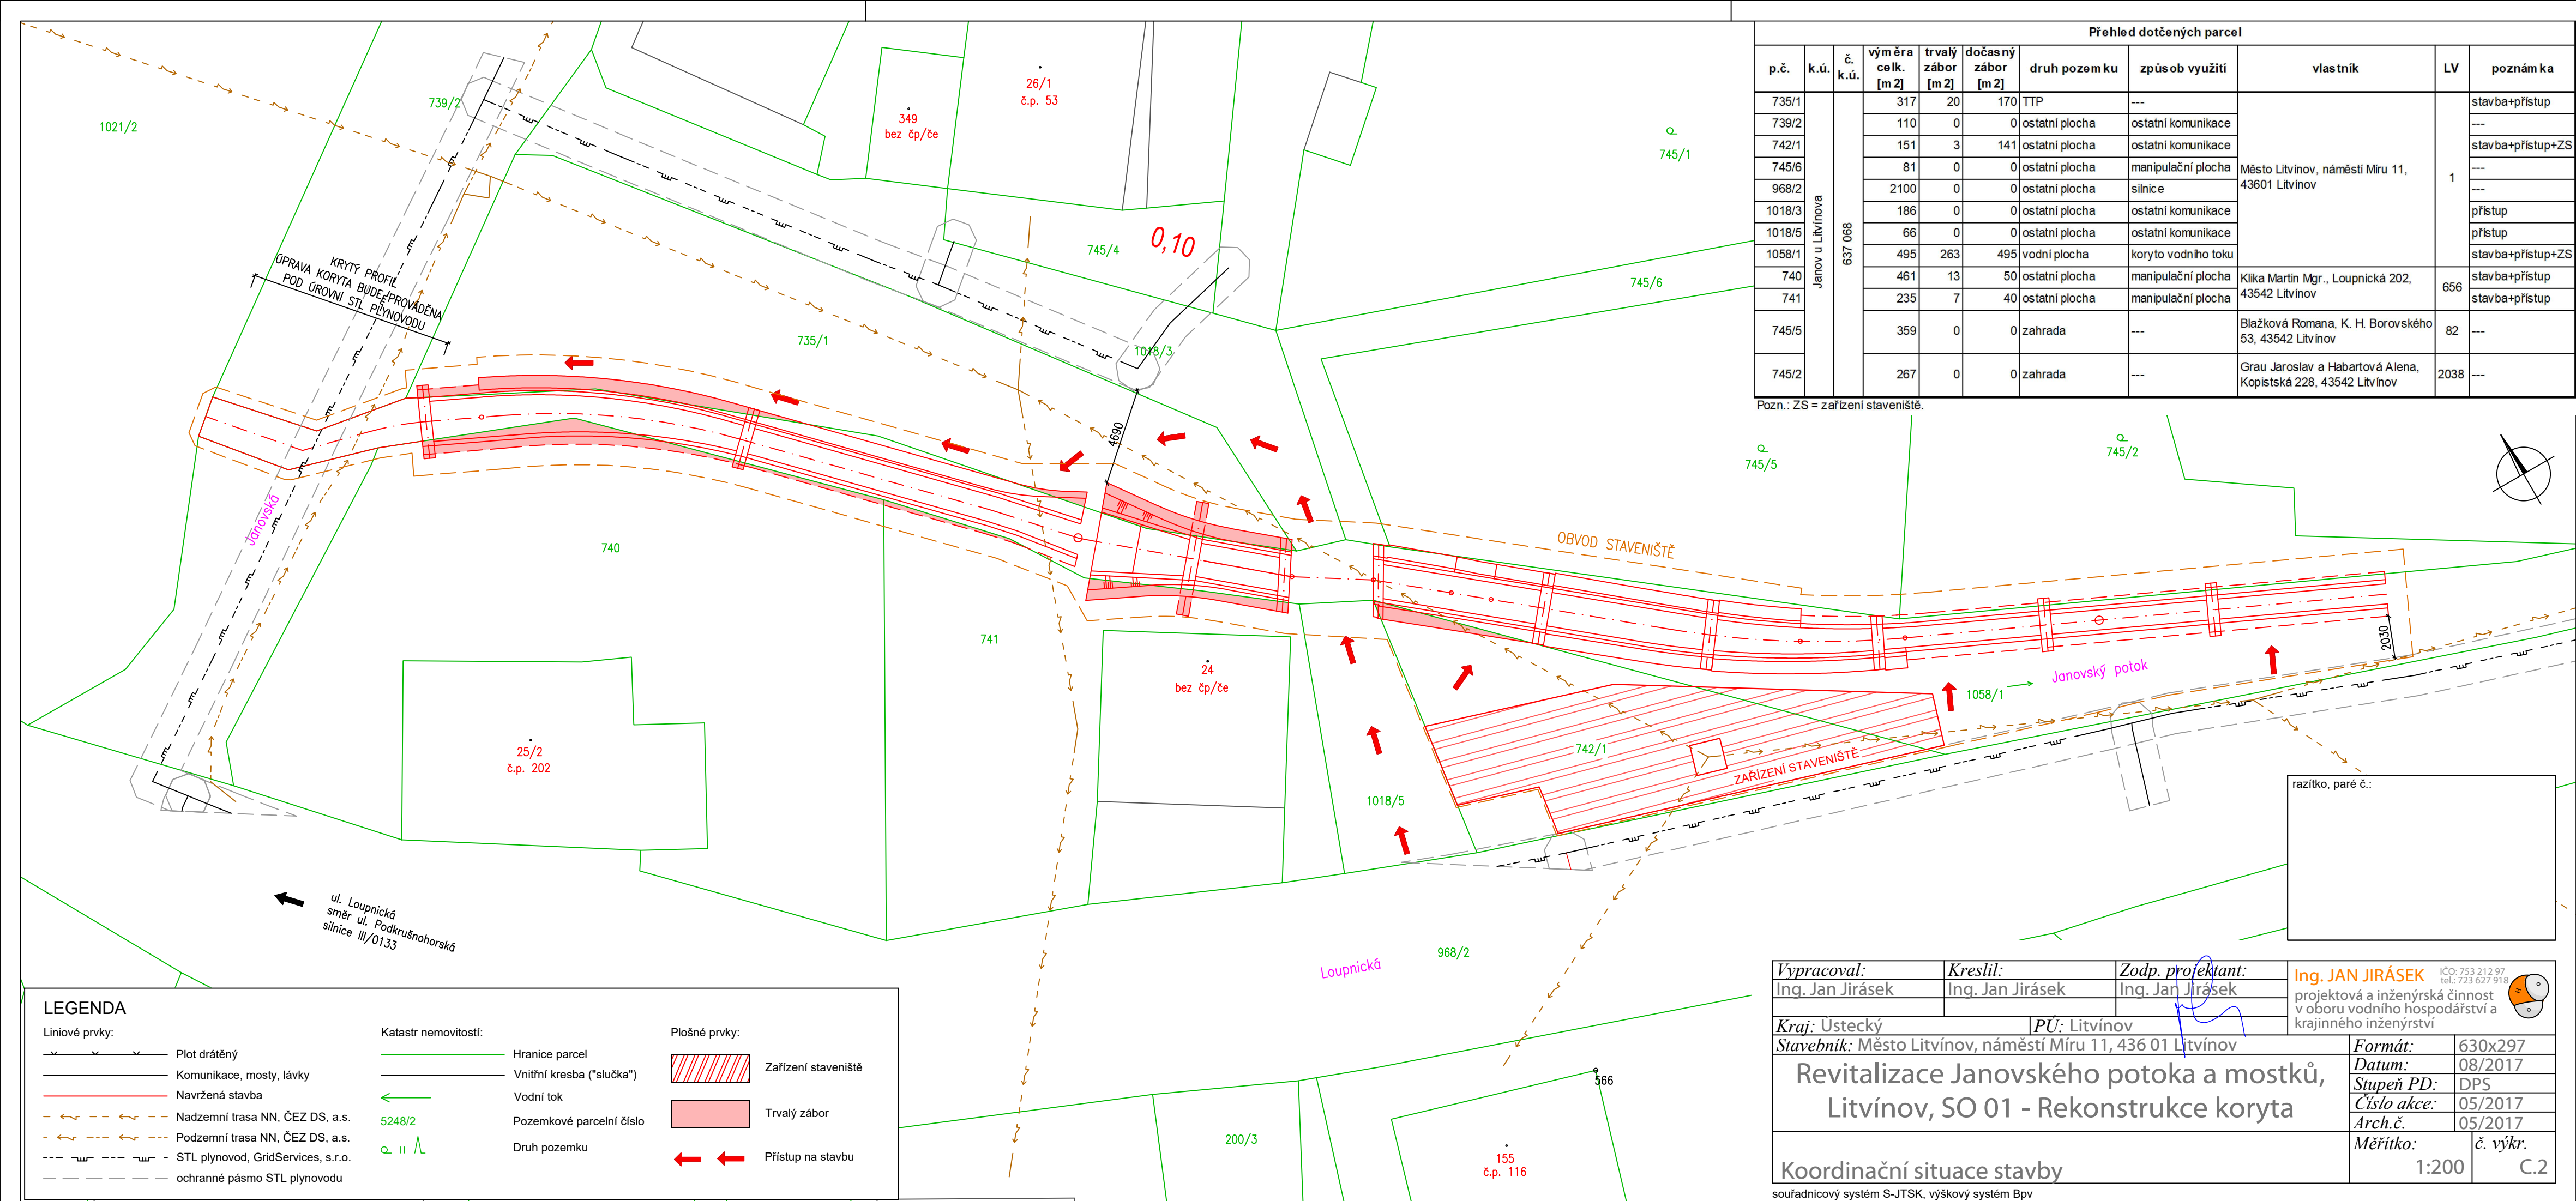 Přehled dotčených parcel
p.č. k.ú. č. k.ú. výměra celk. [m2] trvalý zábor [m2] dočasný zábor [m2] druh pozemku způsob využití vlastník LV poznámka
735/1 317 20 170 TTP --- stavba+přístup
739/2 110 0 0 ostatní plocha ostatní komunikace ---
742/1 151 3 141 ostatní plocha ostatní komunikace stavba+přístup+ZS
745/6 81 0 0 ostatní plocha manipulační plocha ---
968/2 2100 0 0 ostatní plocha silnice ---
1018/3 186 0 0 ostatní plocha ostatní komunikace přístup
1018/5 66 0 0 ostatní plocha ostatní komunikace přístup
1058/1 495 263 495 vodní plocha koryto vodního toku stavba+přístup+ZS
740 461 13 50 ostatní plocha manipulační plocha stavba+přístup
741 235 7 40 ostatní plocha manipulační plocha stavba+přístup
745/5 359 0 0 zahrada --- 82 ---
745/2 267 0 0 zahrada --- 2038 ---
Janov u Litvínova
637 068
Město Litvínov, náměstí Míru 11,
43601 Litvínov
1
Klika Martin Mgr., Loupnická 202,
43542 Litvínov
656
Blažková Romana, K. H. Borovského
53, 43542 Litvínov
Grau Jaroslav a Habartová Alena,
Kopistská 228, 43542 Litvínov
Pozn.: ZS = zařízení staveniště.
1021/2
739/2
349
bez čp/če
26/1
č.p. 53
745/1
745/4
0,10
745/6
KRYTÝ PROFIL
ÚPRAVA KORYTA BUDE PROVÁDĚNA
POD ÚROVNÍ STL PLYNOVODU
735/1
1018/3
4690
745/5
745/2
Janovská
740
OBVOD STAVENIŠTĚ
741
24
bez čp/če
2030
Janovský potok
1058/1
742/1
ZAŘÍZENÍ STAVENIŠTĚ
25/2
č.p. 202
1018/5
razítko, paré č.:
ul. Loupnická
směr ul. Podkrušnohorská
silnice III/0133
968/2
Loupnická
566
200/3
155
č.p. 116
LEGENDA
Liniové prvky:
Plot drátěný
Komunikace, mosty, lávky
Navržená stavba
Nadzemní trasa NN, ČEZ DS, a.s.
Podzemní trasa NN, ČEZ DS, a.s.
STL plynovod, GridServices, s.r.o.
ochranné pásmo STL plynovodu
Katastr nemovitostí:
Hranice parcel
Vnitřní kresba ("slučka")
Vodní tok
5248/2 Pozemkové parcelní číslo
Druh pozemku
Plošné prvky:
Zařízení staveniště
Trvalý zábor
Přístup na stavbu
Vypracoval: Kreslil: Zodp. projektant:
Ing. Jan Jirásek Ing. Jan Jirásek Ing. Jan Jirásek
Ing. JAN JIRÁSEK
IČO: 753 212 97
tel.: 723 627 918
projektová a inženýrská činnost
v oboru vodního hospodářství a
krajinného inženýrství
Kraj: Ústecký PÚ: Litvínov
Stavebník: Město Litvínov, náměstí Míru 11, 436 01 Litvínov
Revitalizace Janovského potoka a mostků,
Litvínov, SO 01 - Rekonstrukce koryta
Formát: 630x297
Datum: 08/2017
Stupeň PD: DPS
Číslo akce: 05/2017
Arch.č. 05/2017
Měřítko: 1:200
č. výkr. C.2
Koordinační situace stavby
souřadnicový systém S-JTSK, výškový systém Bpv